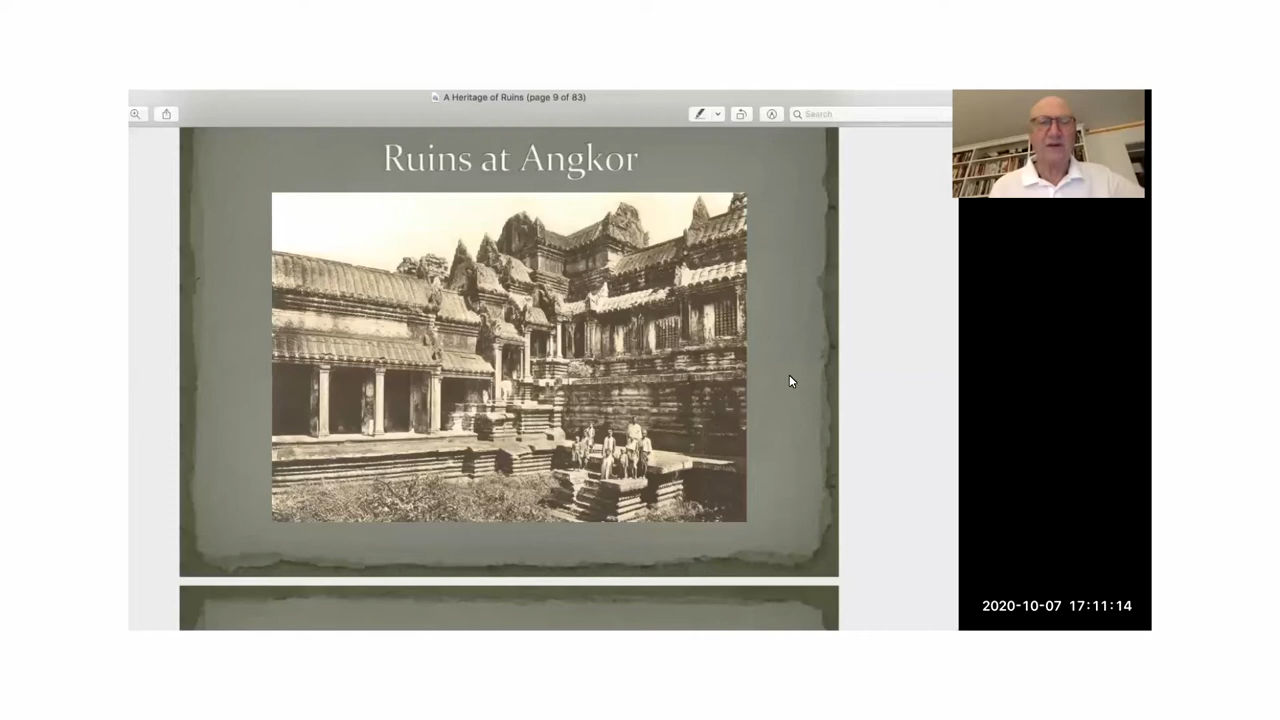 A Heritage of Ruins (page 9 of 83)
Search
Ruins at Angkor
2020-10-07 17:11:14